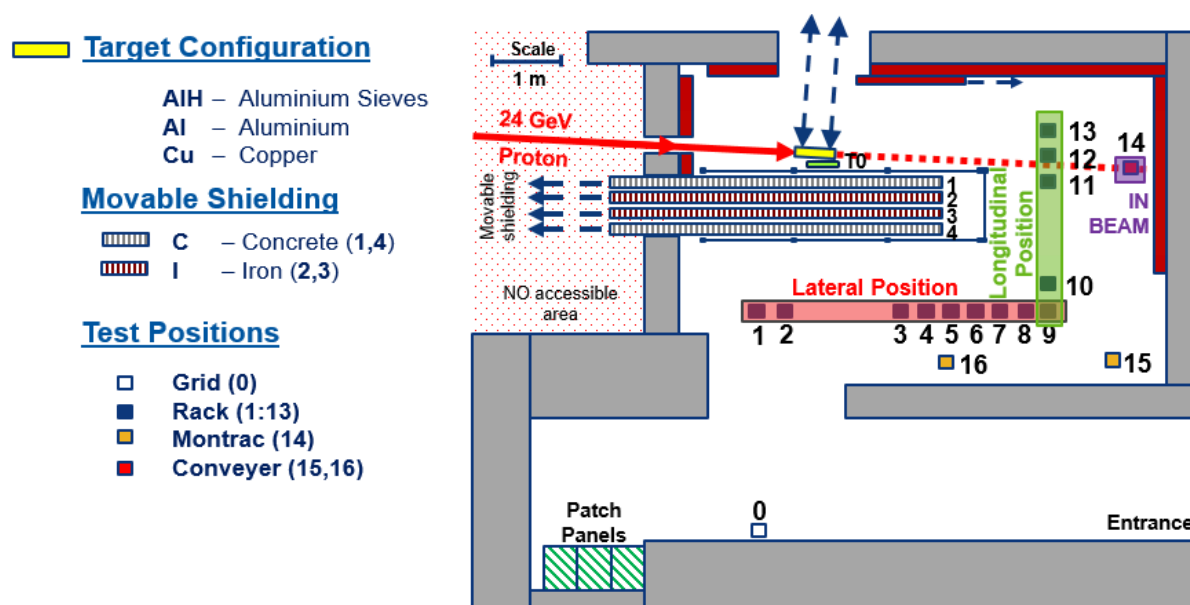 Target Configuration
AlH – Aluminium Sieves
Al – Aluminium
Cu – Copper
Movable Shielding
C – Concrete (1,4)
I – Iron (2,3)
Test Positions
Grid (0)
Rack (1:13)
Montrac (14)
Conveyer (15,16)
Scale
1 m
24 GeV
Proton
T0
Movable
shielding
1
2
3
4
NO accessible
area
Longitudinal
Position
13
12
11
10
14
IN
BEAM
Lateral Position
1 2 3 4 5 6 7 8 9
16
15
0
Patch
Panels
Entrance